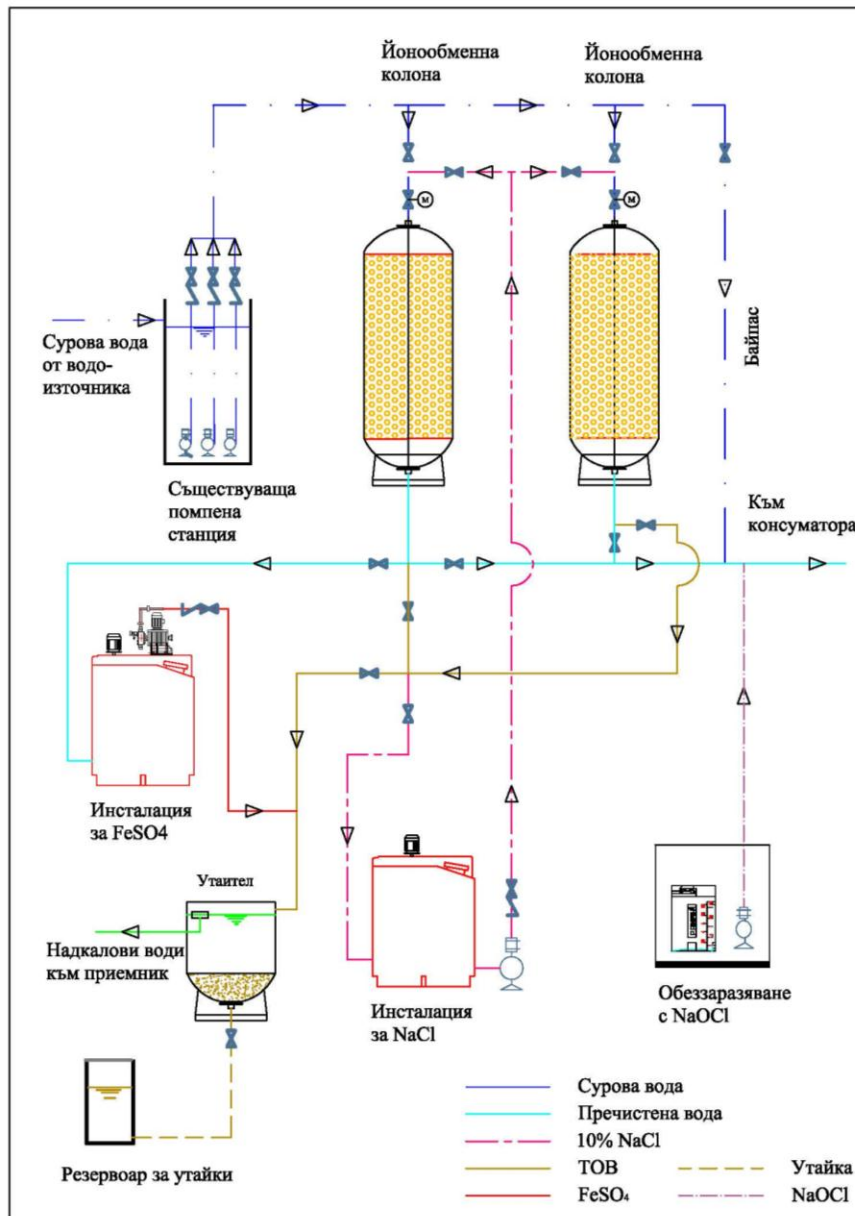 Йонообменна
колона
Йонообменна
колона
M
M
Сурова вода
от водо-
източника
Байпас
Съществуваща
помпена
станция
Към
консуматора
Инсталация
за FeSO4
Утаител
Надкалови води
към приемник
Инсталация
за NaCl
Обеззаразяване
с NaOCl
Резервоар за утайки
Сурова вода
Пречистена вода
10% NaCl
ТОВ
Утайка
FeSO₄
NaOCl